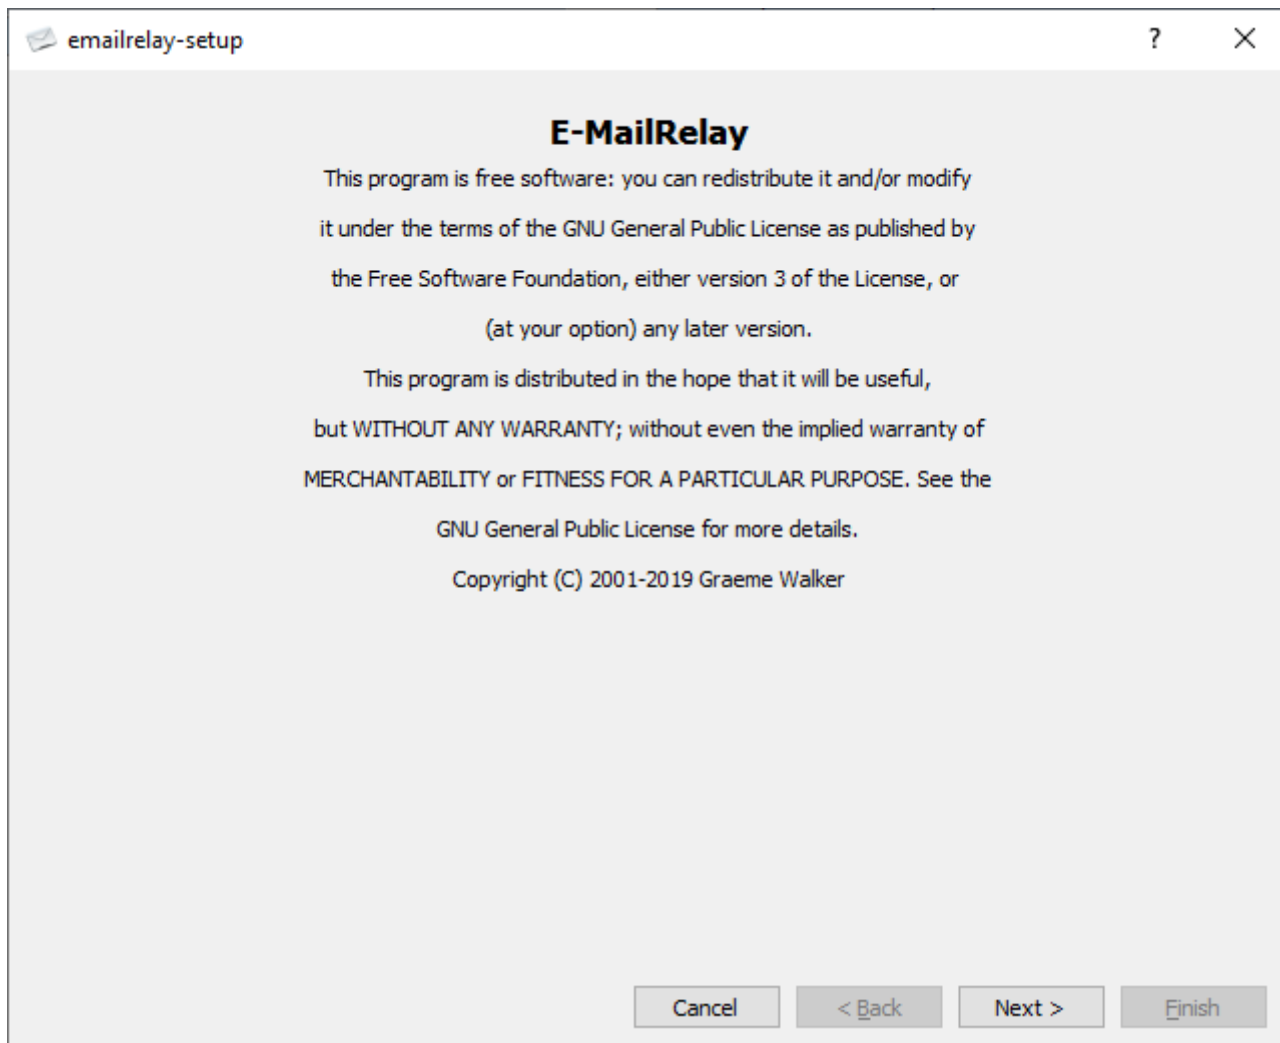 emailrelay-setup
?
E-MailRelay
This program is free software: you can redistribute it and/or modify
it under the terms of the GNU General Public License as published by
the Free Software Foundation, either version 3 of the License, or
(at your option) any later version.
This program is distributed in the hope that it will be useful,
but WITHOUT ANY WARRANTY; without even the implied warranty of
MERCHANTABILITY or FITNESS FOR A PARTICULAR PURPOSE. See the
GNU General Public License for more details.
Copyright (C) 2001-2019 Graeme Walker
Cancel < Back Next > Finish